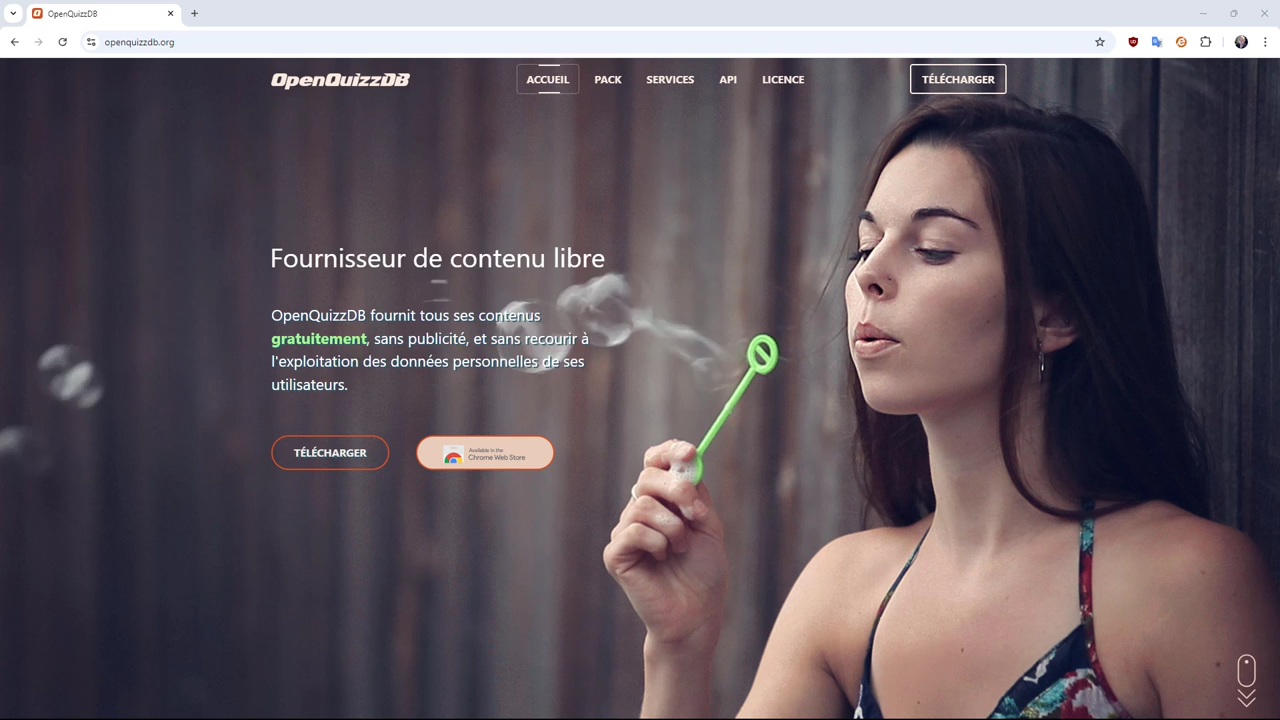 OpenQuizzDB
openquizzdb.org
OpenQuizzDB
ACCUEIL
PACK
SERVICES
API
LICENCE
TÉLÉCHARGER
Fournisseur de contenu libre
OpenQuizzDB fournit tous ses contenus
gratuitement, sans publicité, et sans recourir à
l'exploitation des données personnelles de ses
utilisateurs.
TÉLÉCHARGER
Available in the
Chrome Web Store